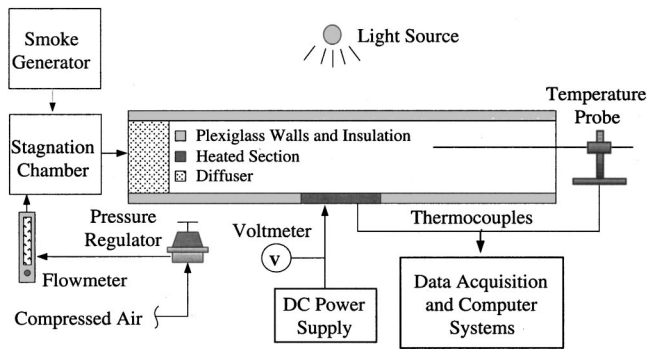 Smoke
Generator
Light Source
Temperature
Probe
Stagnation
Chamber
Plexiglass Walls and Insulation
Heated Section
Diffuser
Pressure
Regulator
Voltmeter
V
Thermocouples
Flowmeter
Compressed Air
DC Power
Supply
Data Acquisition
and Computer
Systems